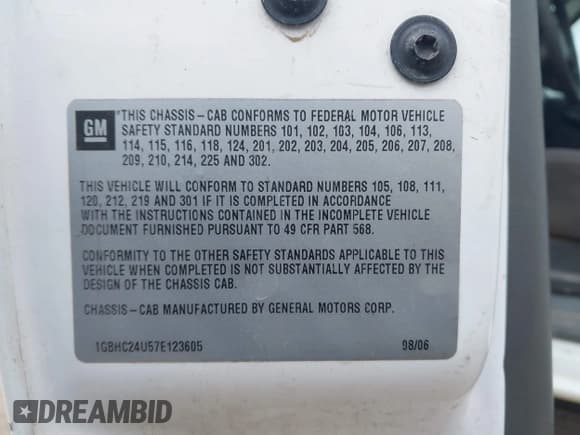 GM
"THIS CHASSIS-CAB CONFORMS TO FEDERAL MOTOR VEHICLE
SAFETY STANDARD NUMBERS 101, 102, 103, 104, 106, 113,
114, 115, 116, 118, 124, 201, 202, 203, 204, 205, 206, 207, 208,
209, 210, 214, 225 AND 302.
THIS VEHICLE WILL CONFORM TO STANDARD NUMBERS 105, 108, 111,
120, 212, 219 AND 301 IF IT IS COMPLETED IN ACCORDANCE
WITH THE INSTRUCTIONS CONTAINED IN THE INCOMPLETE VEHICLE
DOCUMENT FURNISHED PURSUANT TO 49 CFR PART 568.
CONFORMITY TO THE OTHER SAFETY STANDARDS APPLICABLE TO THIS
VEHICLE WHEN COMPLETED IS NOT SUBSTANTIALLY AFFECTED BY THE
DESIGN OF THE CHASSIS CAB.
CHASSIS-CAB MANUFACTURED BY GENERAL MOTORS CORP.
1GBHC24U57E123605 08/06
DREAMBID